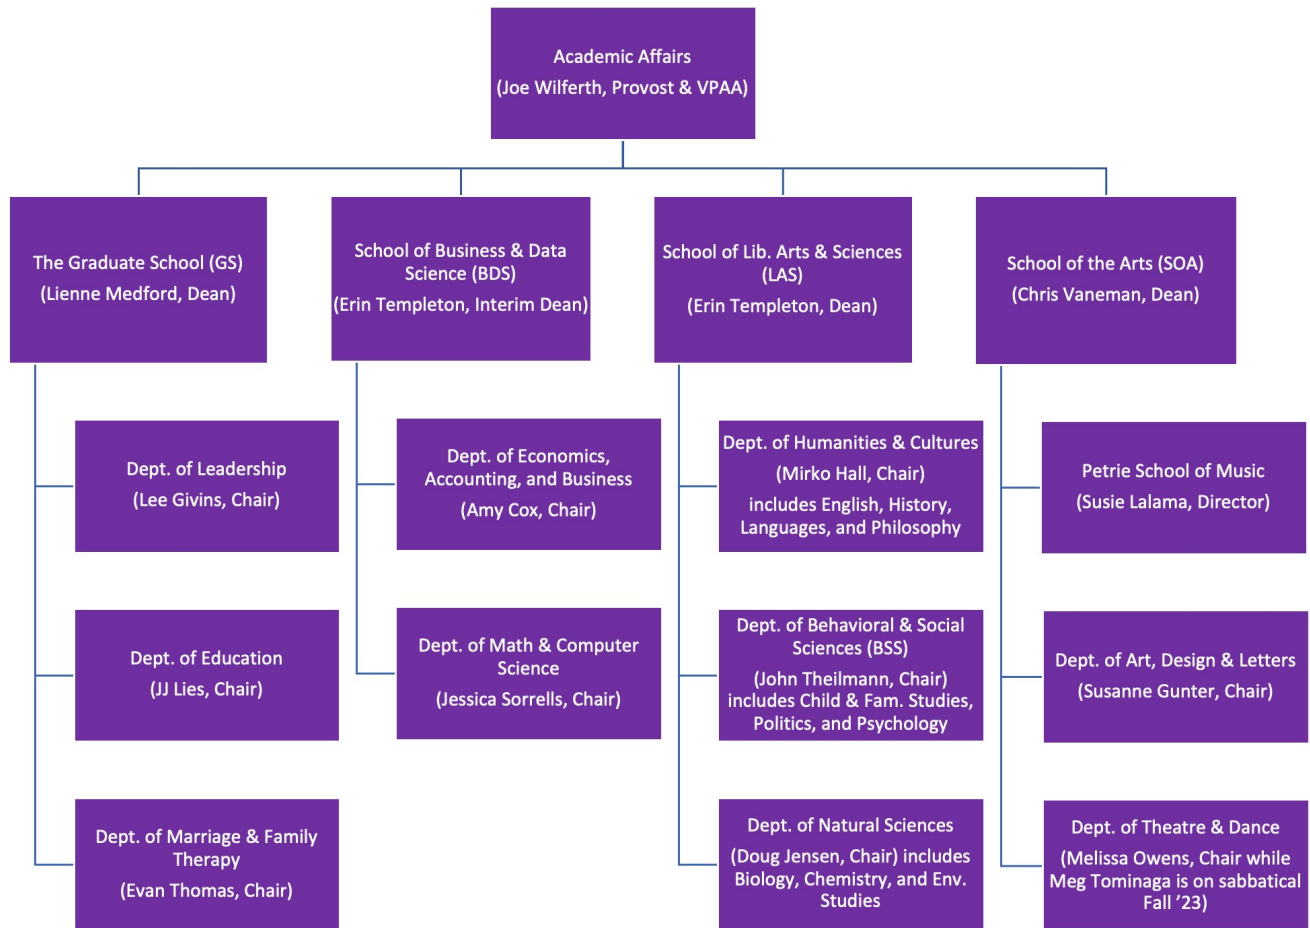 Academic Affairs
(Joe Wilferth, Provost & VPAA)
The Graduate School (GS)
(Lienne Medford, Dean)
School of Business & Data
Science (BDS)
(Erin Templeton, Interim Dean)
School of Lib. Arts & Sciences
(LAS)
(Erin Templeton, Dean)
School of the Arts (SOA)
(Chris Vaneman, Dean)
Dept. of Leadership
(Lee Givins, Chair)
Dept. of Economics,
Accounting, and Business
(Amy Cox, Chair)
Dept. of Humanities & Cultures
(Mirko Hall, Chair)
includes English, History,
Languages, and Philosophy
Petrie School of Music
(Susie Lalama, Director)
Dept. of Education
(JJ Lies, Chair)
Dept. of Math & Computer
Science
(Jessica Sorrells, Chair)
Dept. of Behavioral & Social
Sciences (BSS)
(John Theilmann, Chair)
includes Child & Fam. Studies,
Politics, and Psychology
Dept. of Art, Design & Letters
(Susanne Gunter, Chair)
Dept. of Marriage & Family
Therapy
(Evan Thomas, Chair)
Dept. of Natural Sciences
(Doug Jensen, Chair) includes
Biology, Chemistry, and Env.
Studies
Dept. of Theatre & Dance
(Melissa Owens, Chair while
Meg Tominaga is on sabbatical
Fall ’23)